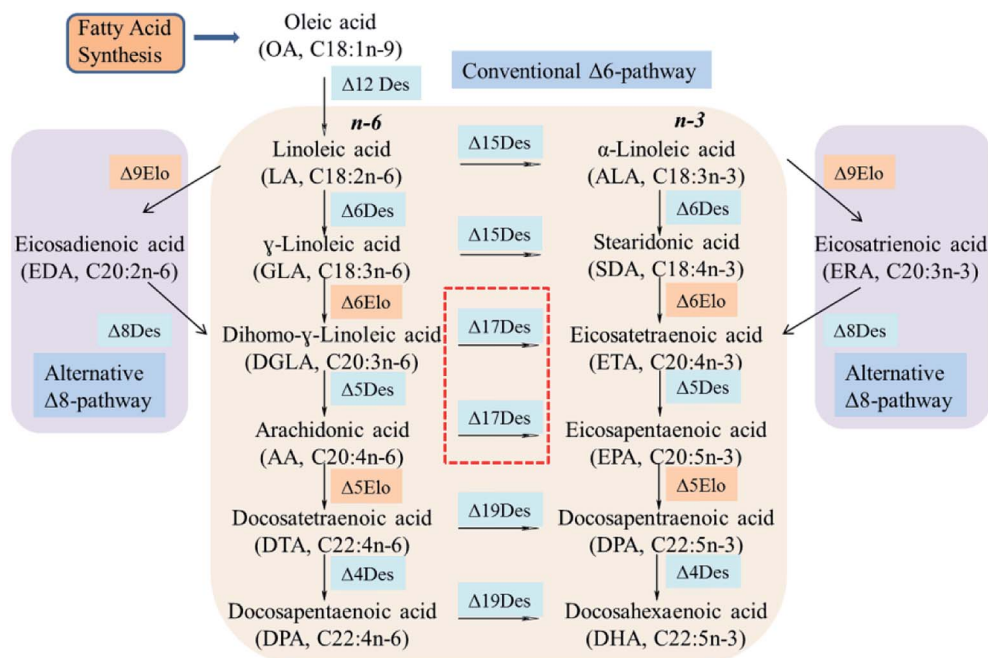 Fatty Acid
Synthesis
Oleic acid
(OA, C18:1n-9)
Δ12 Des
Conventional Δ6-pathway
n-6
n-3
Linoleic acid
(LA, C18:2n-6)
Δ15Des
α-Linoleic acid
(ALA, C18:3n-3)
Δ9Elo
Δ9Elo
Δ6Des
Δ6Des
Eicosadienoic acid
(EDA, C20:2n-6)
ɣ-Linoleic acid
(GLA, C18:3n-6)
Δ15Des
Stearidonic acid
(SDA, C18:4n-3)
Eicosatrienoic acid
(ERA, C20:3n-3)
Δ6Elo
Δ6Elo
Δ8Des
Dihomo-ɣ-Linoleic acid
(DGLA, C20:3n-6)
Δ17Des
Eicosatetraenoic acid
(ETA, C20:4n-3)
Δ8Des
Alternative
Δ8-pathway
Δ5Des
Δ5Des
Alternative
Δ8-pathway
Arachidonic acid
(AA, C20:4n-6)
Δ17Des
Eicosapentaenoic acid
(EPA, C20:5n-3)
Δ5Elo
Δ5Elo
Docosatetraenoic acid
(DTA, C22:4n-6)
Δ19Des
Docosapentraenoic acid
(DPA, C22:5n-3)
Δ4Des
Δ4Des
Docosapentaenoic acid
(DPA, C22:4n-6)
Δ19Des
Docosahexaenoic acid
(DHA, C22:5n-3)